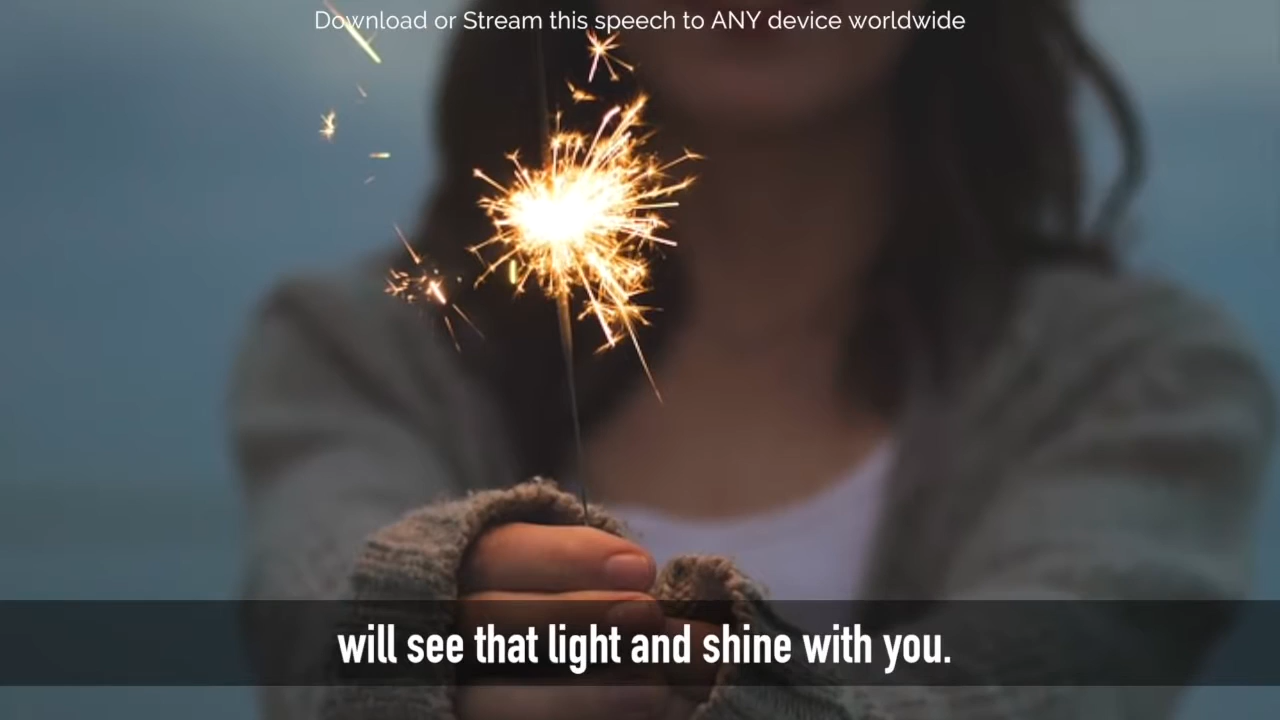 Download or Stream this speech to ANY device worldwide
will see that light and shine with you.